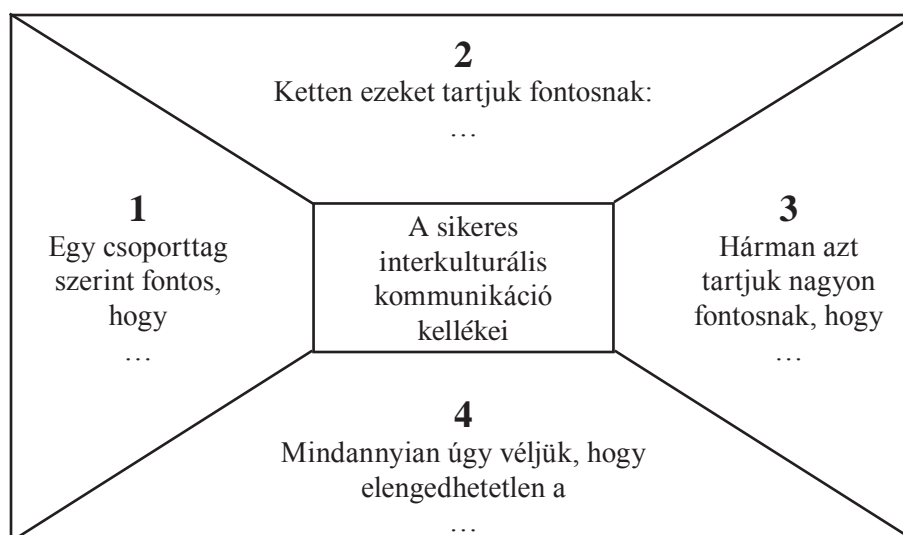 2
Ketten ezeket tartjuk fontosnak:
…
1
Egy csoporttag
szerint fontos,
hogy
…
A sikeres
interkulturális
kommunikáció
kellékei
3
Hárman azt
tartjuk nagyon
fontosnak, hogy
…
4
Mindannyian úgy véljük, hogy
elengedhetetlen a
…